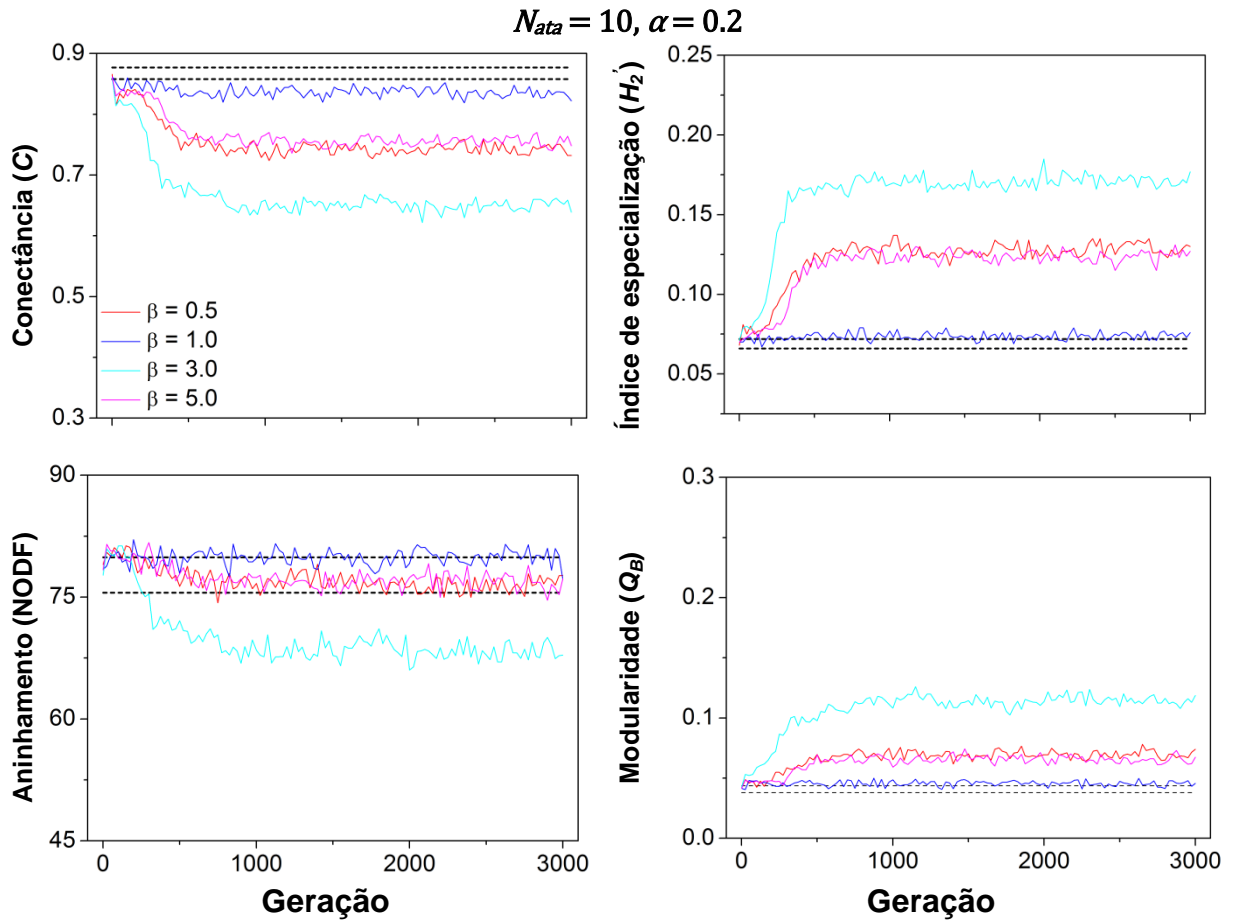 N_ata = 10, α = 0.2
Conectância (C)
0.9
0.7
0.5
0.3
β = 0.5
β = 1.0
β = 3.0
β = 5.0
Índice de especialização (H₂')
0.25
0.20
0.15
0.10
0.05
Aninhamento (NODF)
90
75
60
45
0
1000
2000
3000
Geração
Modularidade (Q_B)
0.3
0.2
0.1
0.0
0
1000
2000
3000
Geração